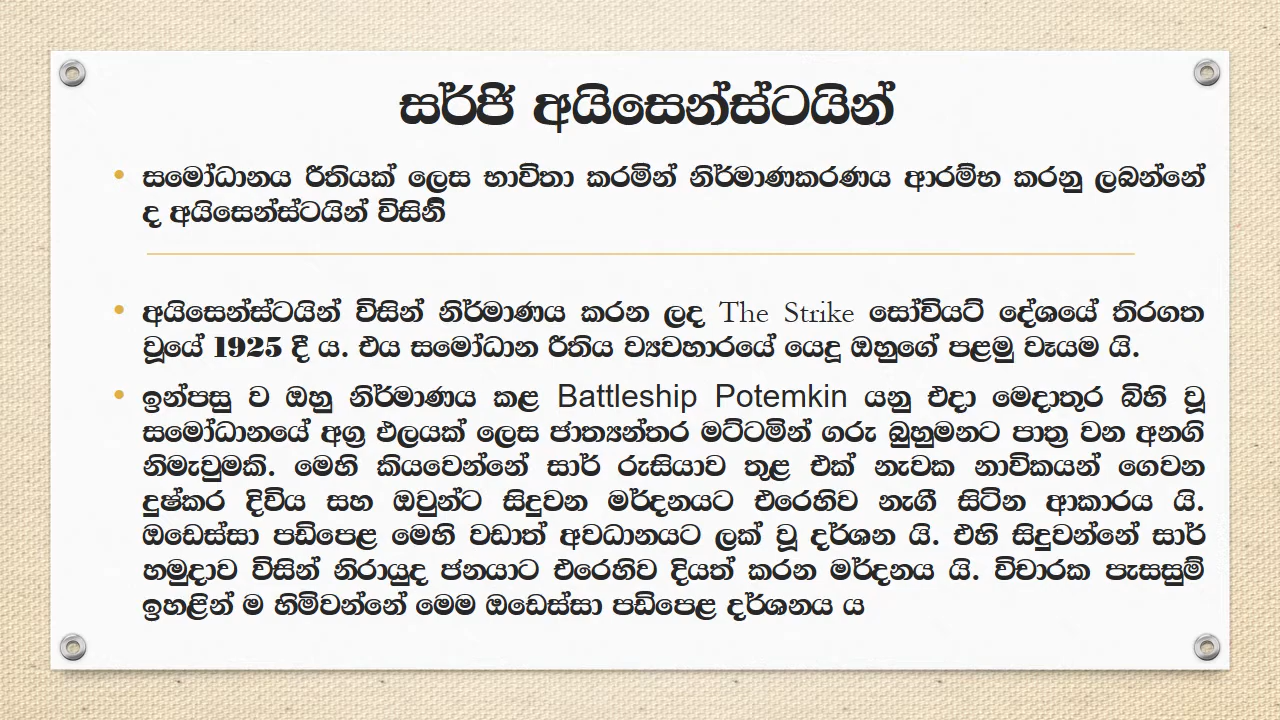 සර්ජි අයිසෙන්ස්ටයින්
• සමෝධානය රීතියක් ලෙස භාවිතා කරමින් නිර්මාණකරණය ආරම්භ කරනු ලබන්නේ
ද අයිසෙන්ස්ටයින් විසිනි
• අයිසෙන්ස්ටයින් විසින් නිර්මාණය කරන ලද The Strike සෝවියට් දේශයේ තිරගත
වූයේ 1925 දී ය. එය සමෝධාන රීතිය ව්‍යවහාරයේ යෙදූ ඔහුගේ පළමු වෑයම යි.
• ඉන්පසු ව ඔහු නිර්මාණය කළ Battleship Potemkin යනු එදා මෙදාතුර බිහි වූ
සමෝධානයේ අග්‍ර ඵලයක් ලෙස ජාත්‍යන්තර මට්ටමින් ගරු බුහුමනට පාත්‍ර වන අනගි
නිමැවුමකි. මෙහි කියවෙන්නේ සාර් රුසියාව තුළ එක් නැවක නාවිකයන් ගෙවන
දුෂ්කර දිවිය සහ ඔවුන්ට සිදුවන මර්දනයට එරෙහිව නැගී සිටින ආකාරය යි.
ඔඩෙස්සා පඩිපෙළ මෙහි වඩාත් අවධානයට ලක් වූ දර්ශන යි. එහි සිදුවන්නේ සාර්
හමුදාව විසින් නිරායුද ජනයාට එරෙහිව දියත් කරන මර්දනය යි. විචාරක පැසසුම්
ඉහළින් ම හිමිවන්නේ මෙම ඔඩෙස්සා පඩිපෙළ දර්ශනය ය